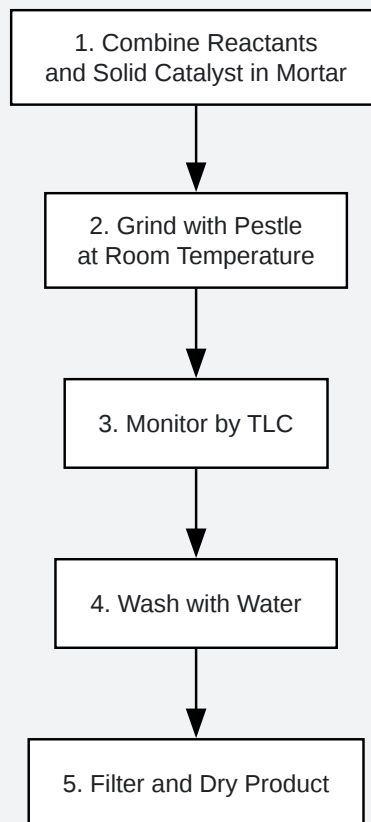 1. Combine Reactants
and Solid Catalyst in Mortar
2. Grind with Pestle
at Room Temperature
3. Monitor by TLC
4. Wash with Water
5. Filter and Dry Product